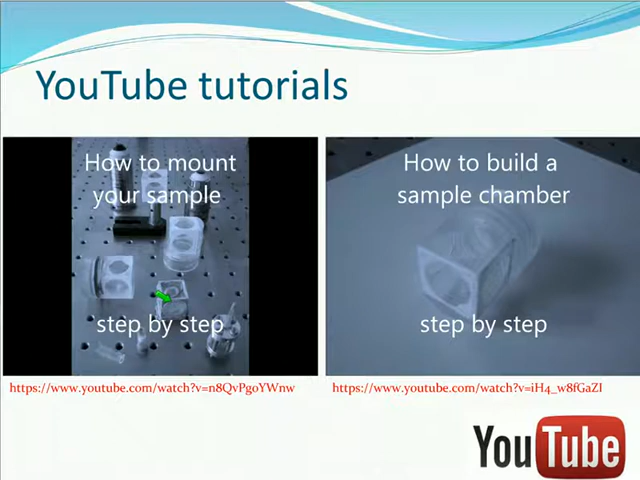 YouTube tutorials
How to mount
your sample
step by step
How to build a
sample chamber
step by step
https://www.youtube.com/watch?v=n8QvPgoYWnw
https://www.youtube.com/watch?v=iH4_w8fGaZI
YouTube